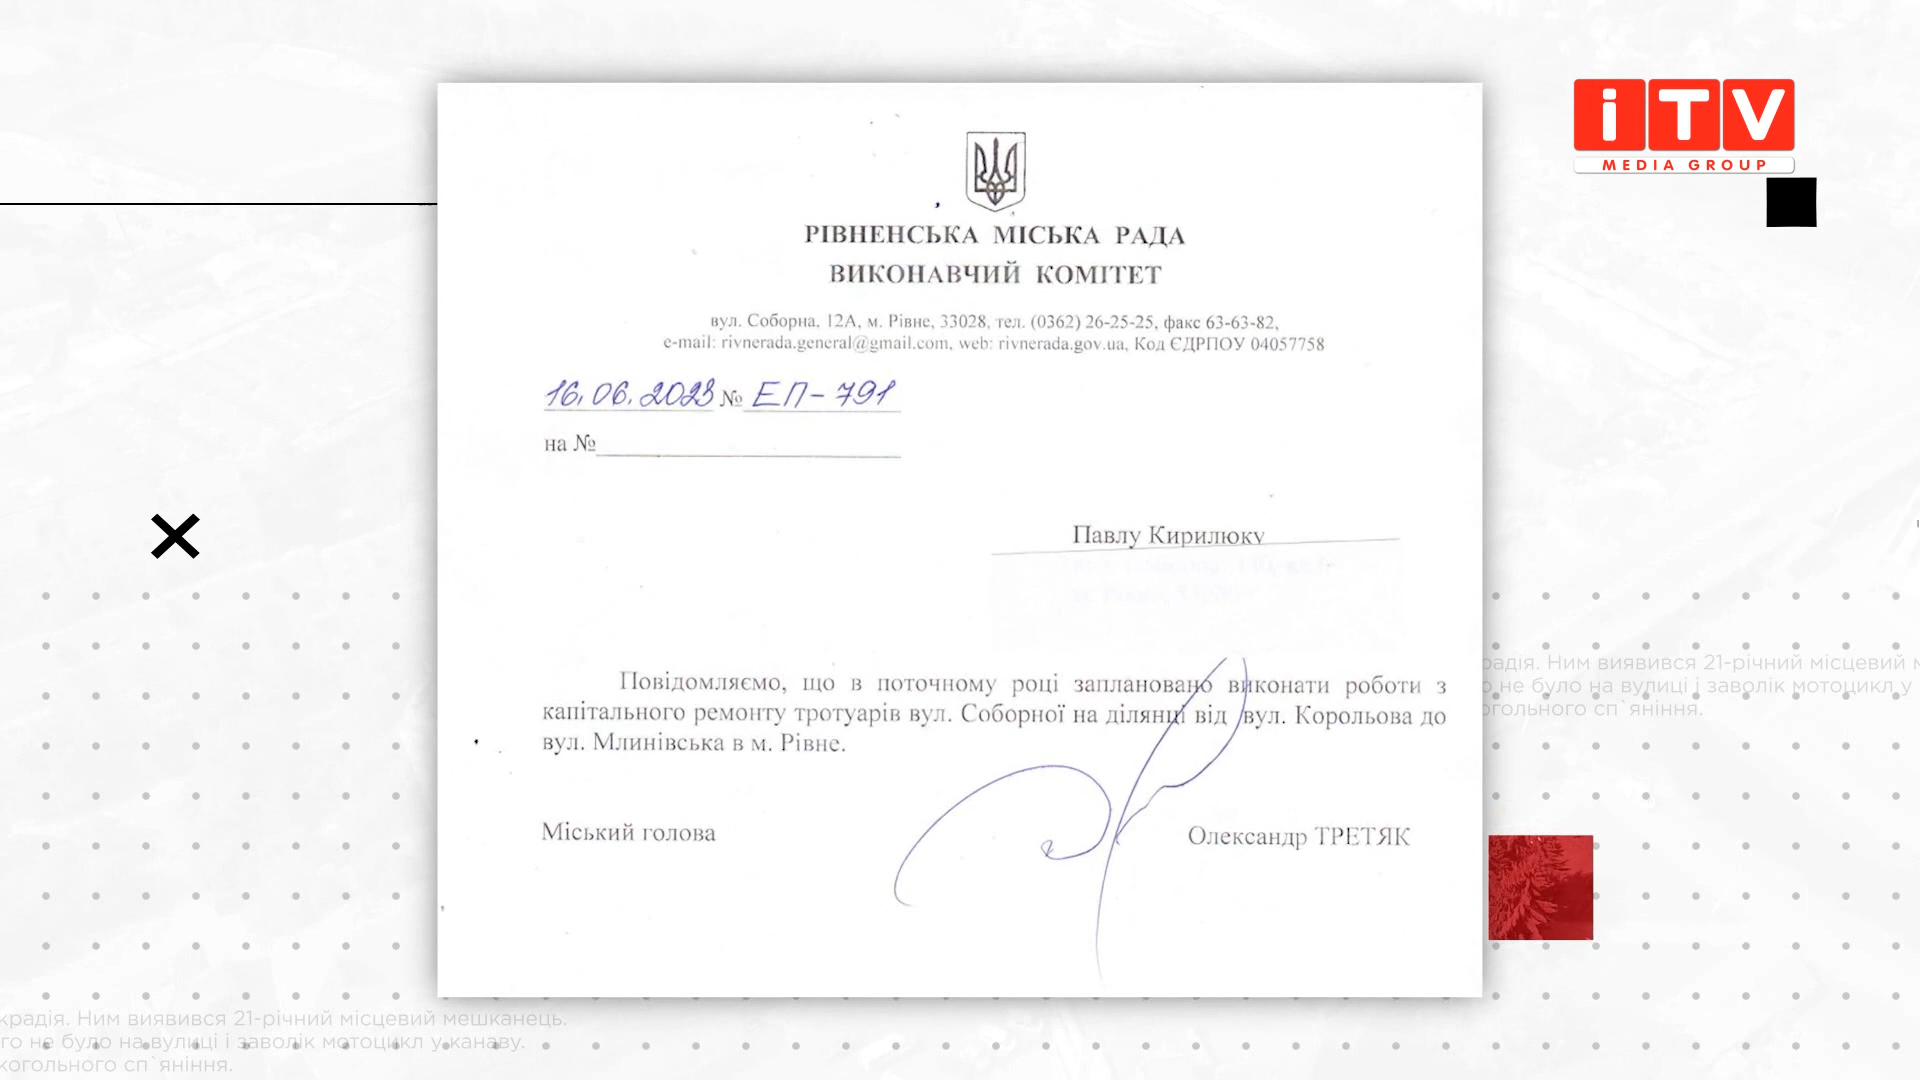 iTV
MEDIA GROUP
РІВНЕНСЬКА МІСЬКА РАДА
ВИКОНАВЧИЙ КОМІТЕТ
вул. Соборна, 12А, м. Рівне, 33028, тел. (0362) 26-25-25, факс 63-63-82,
e-mail: rivnerada.general@gmail.com, web: rivnerada.gov.ua, Код ЄДРПОУ 04057758
16.06.2023 № ЕП-791
на №
Павлу Кирилюку
Повідомляємо, що в поточному році заплановано виконати роботи з
капітального ремонту тротуарів вул. Соборної на ділянці від вул. Корольова до
вул. Млинівська в м. Рівне.
Міський голова Олександр ТРЕТЯК
радія. Ним виявився 21-річний місцевий
о не було на вулиці і заволік мотоцикл у
огольного сп`яніння.
крадія. Ним виявився 21-річний місцевий мешканець.
го не було на вулиці і заволік мотоцикл у канаву.
когольного сп`яніння.